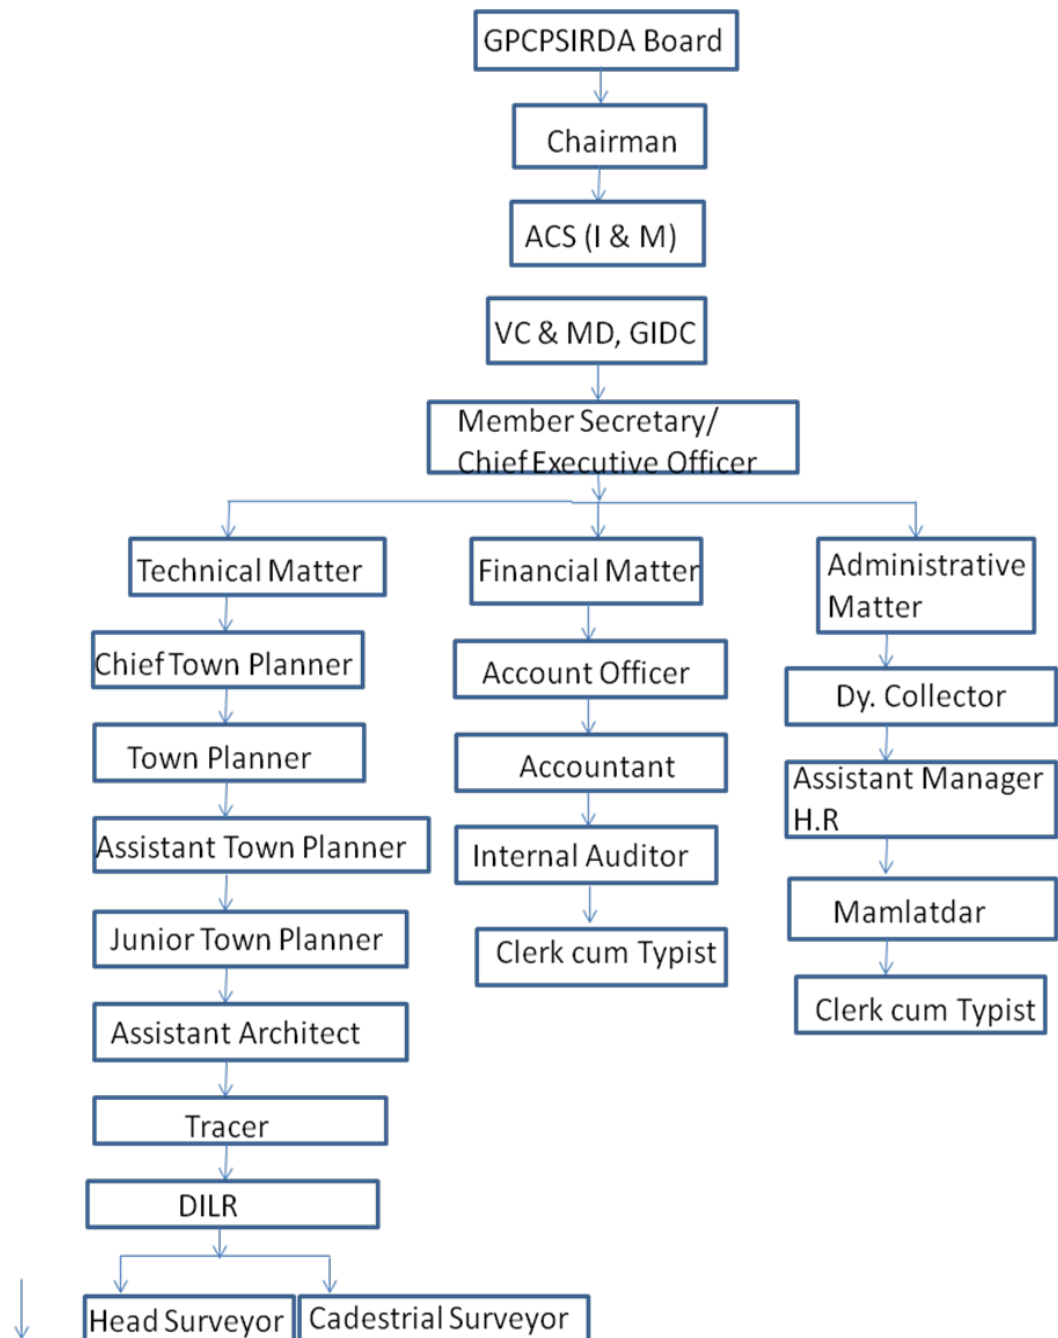 GPCPSIRDA Board
Chairman
ACS (I & M)
VC & MD, GIDC
Member Secretary/
Chief Executive Officer
Technical Matter
Chief Town Planner
Town Planner
Assistant Town Planner
Junior Town Planner
Assistant Architect
Tracer
DILR
Head Surveyor
Cadestrial Surveyor
Financial Matter
Account Officer
Accountant
Internal Auditor
Clerk cum Typist
Administrative
Matter
Dy. Collector
Assistant Manager
H.R
Mamlatdar
Clerk cum Typist